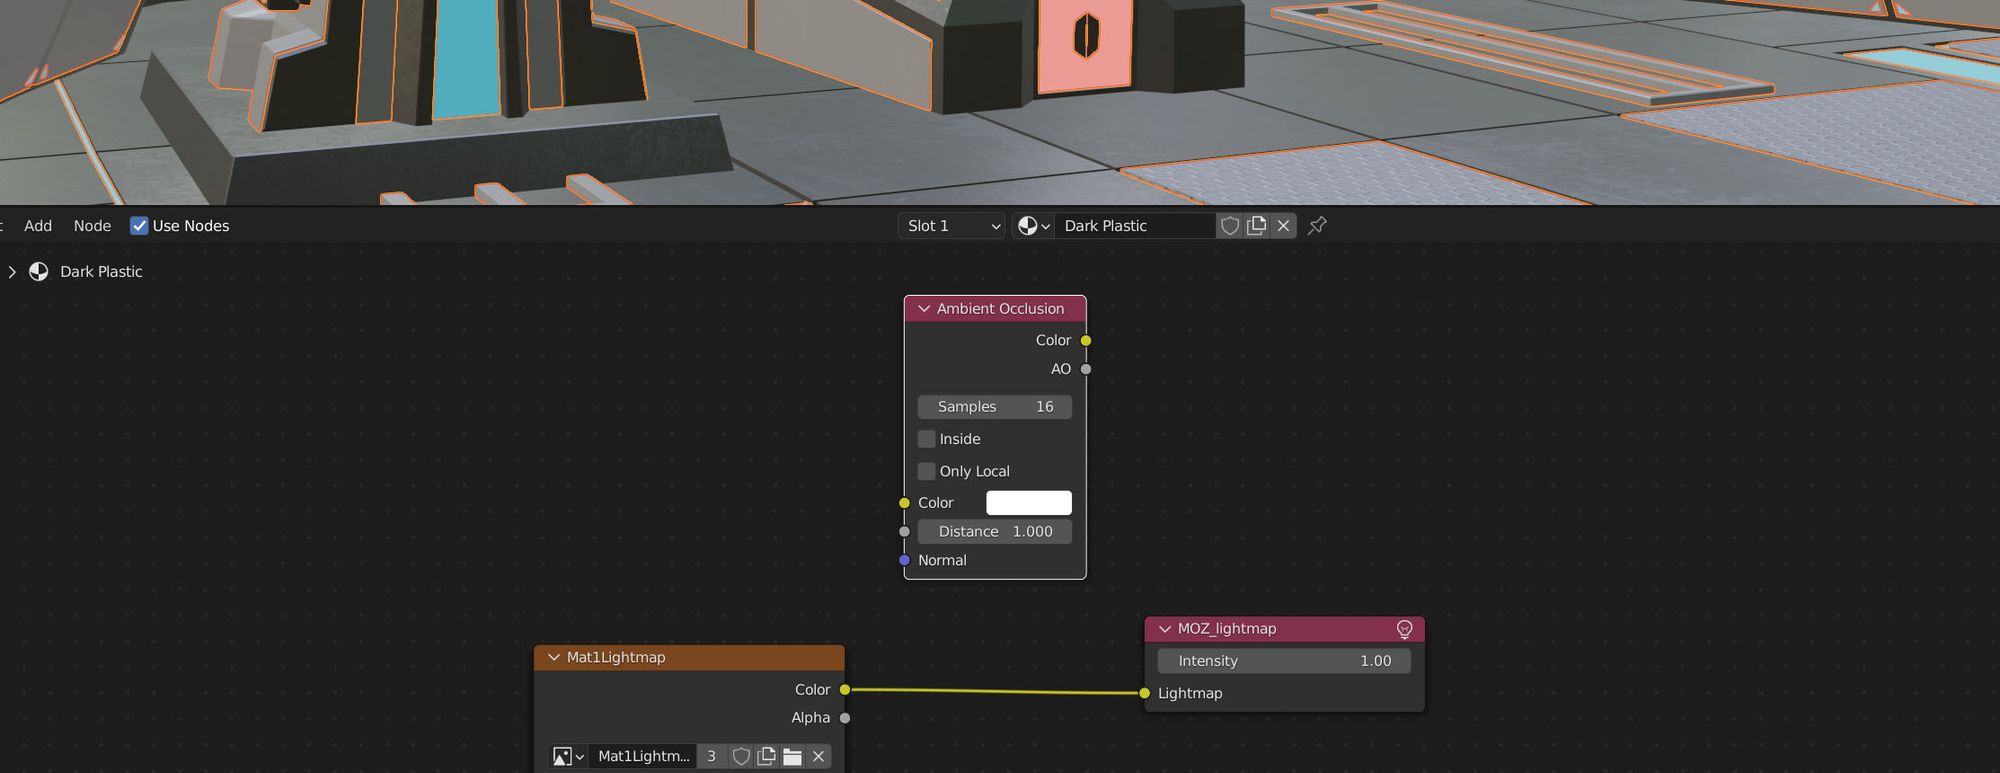 Add Node Use Nodes Slot 1 Dark Plastic
Dark Plastic
Ambient Occlusion
Color
AO
Samples 16
Inside
Only Local
Color
Distance 1.000
Normal
MOZ_lightmap
Intensity 1.00
Lightmap
Mat1Lightmap
Color
Alpha
Mat1Lightm... 3